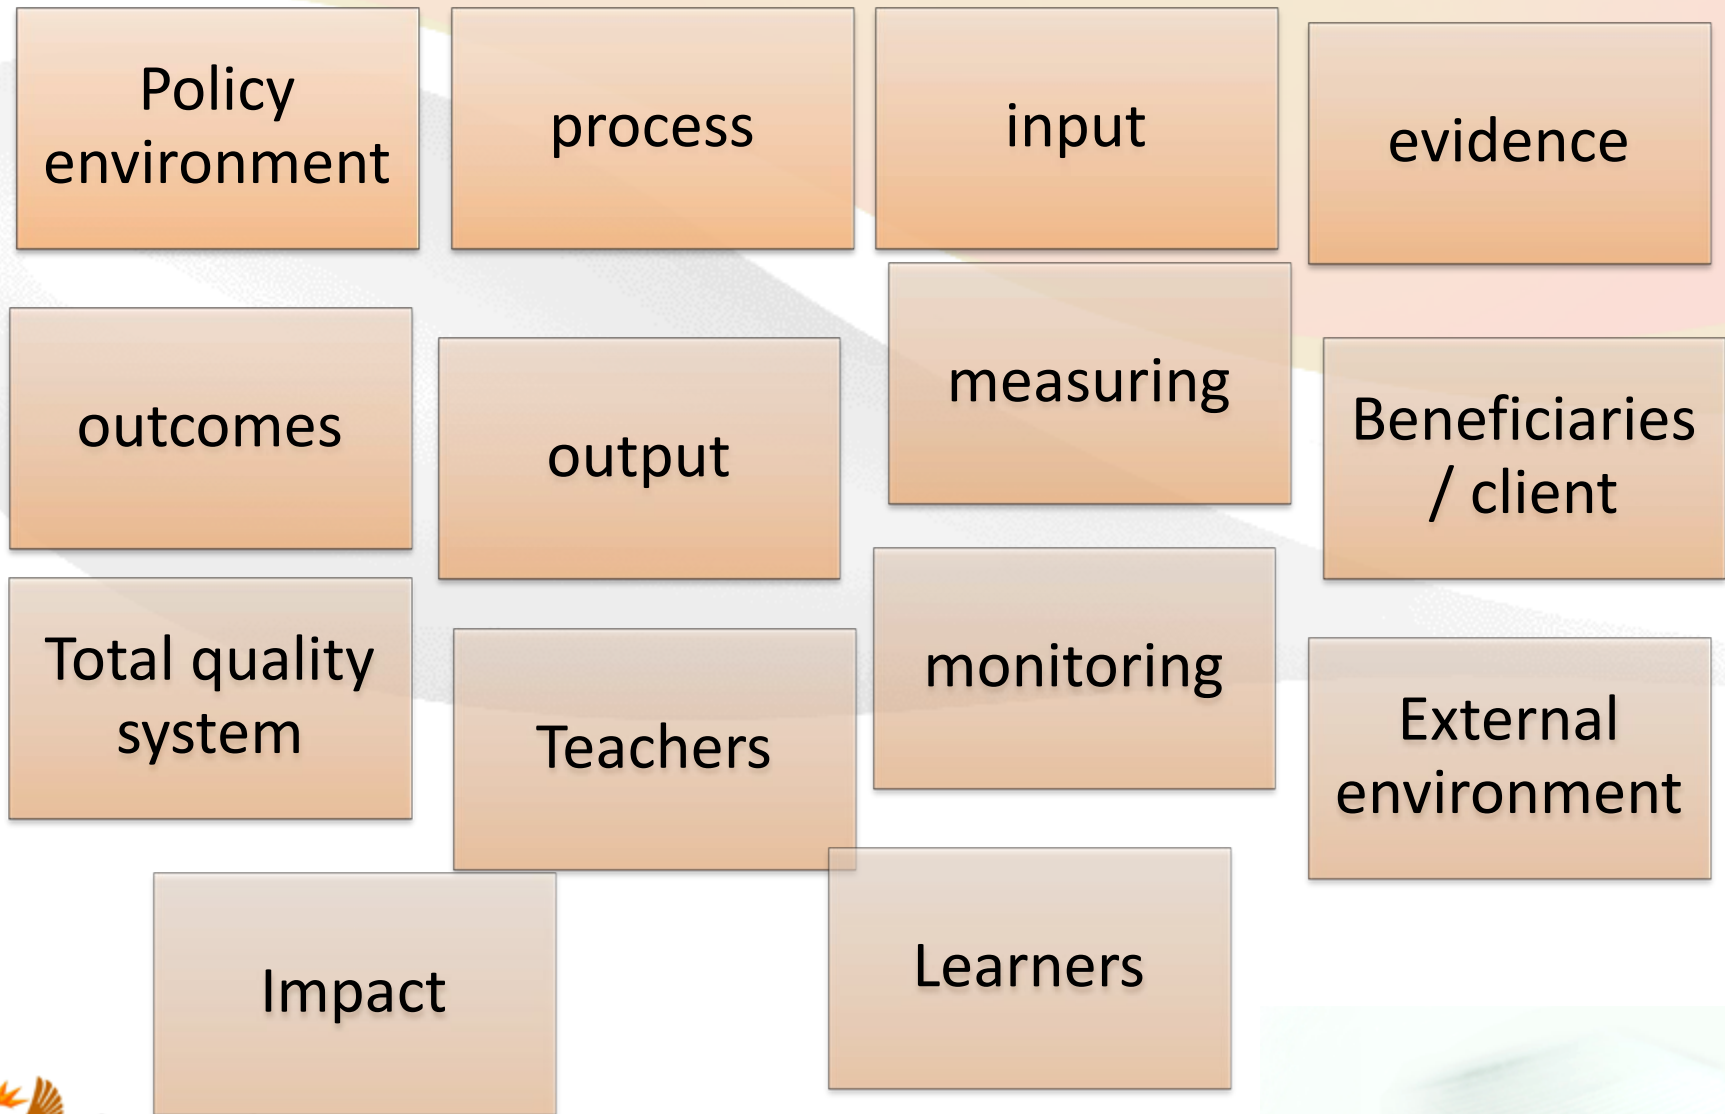 Policy
environment
process
input
evidence
outcomes
output
measuring
Beneficiaries
/ client
Total quality
system
Teachers
monitoring
External
environment
Impact
Learners